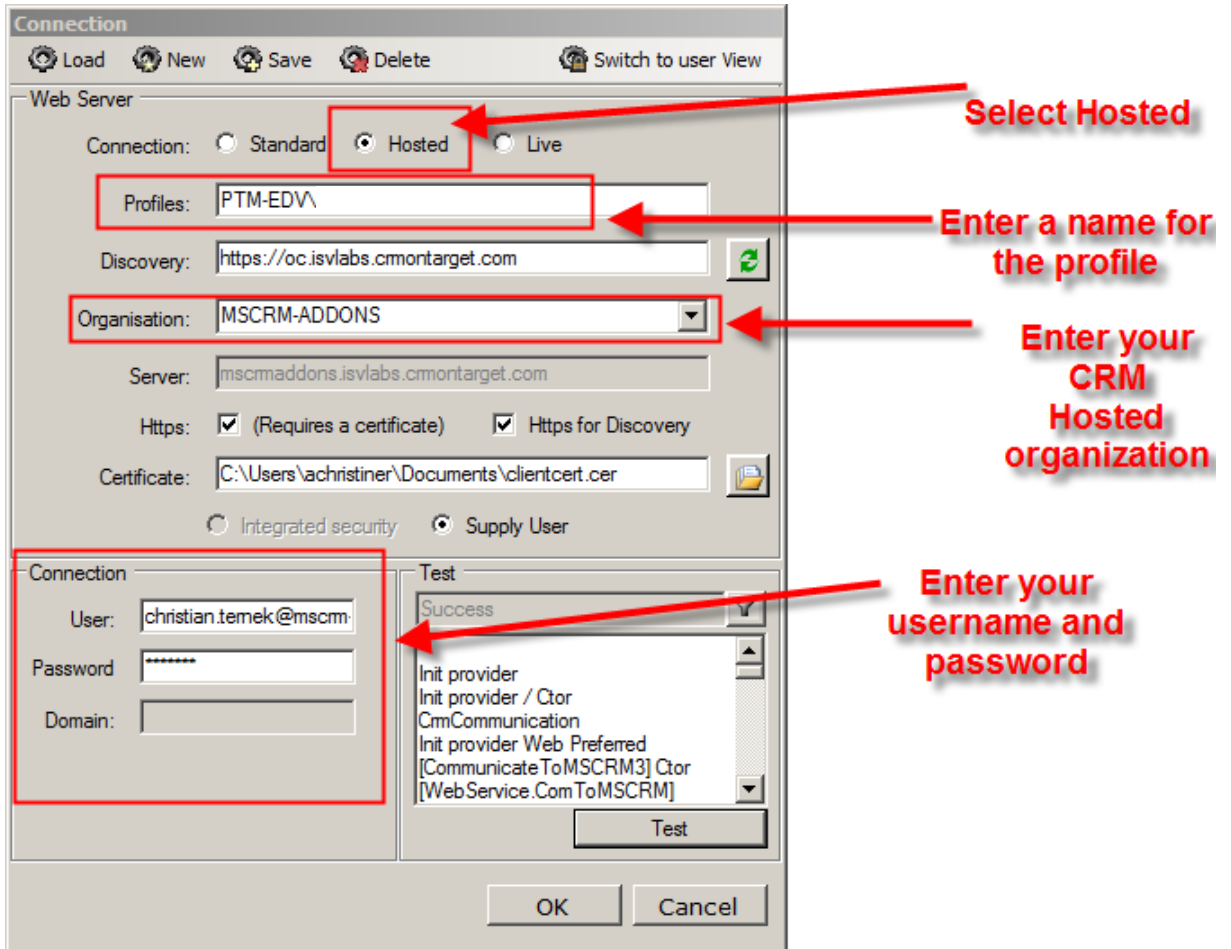 Connection
Load New Save Delete Switch to user View
Web Server
Connection: Standard Hosted Live
Select Hosted
Profiles: PTM-EDV\
Enter a name for
the profile
Discovery: https://oc.isvlabs.crmontarget.com
Organisation: MSCRM-ADDONS
Enter your
CRM
Hosted
organization
Server: mscrmaddons.isvlabs.crmontarget.com
Https: (Requires a certificate) Https for Discovery
Certificate: C:\Users\achristiner\Documents\clientcert.cer
Integrated security Supply User
Connection
User: christian.ternek@mscrm-
Password *******
Domain:
Enter your
username and
password
Test
Success
Init provider
Init provider / Ctor
CrmCommunication
Init provider Web Preferred
[CommunicateToMSCRM3] Ctor
[WebService.ComToMSCRM]
Test
OK Cancel